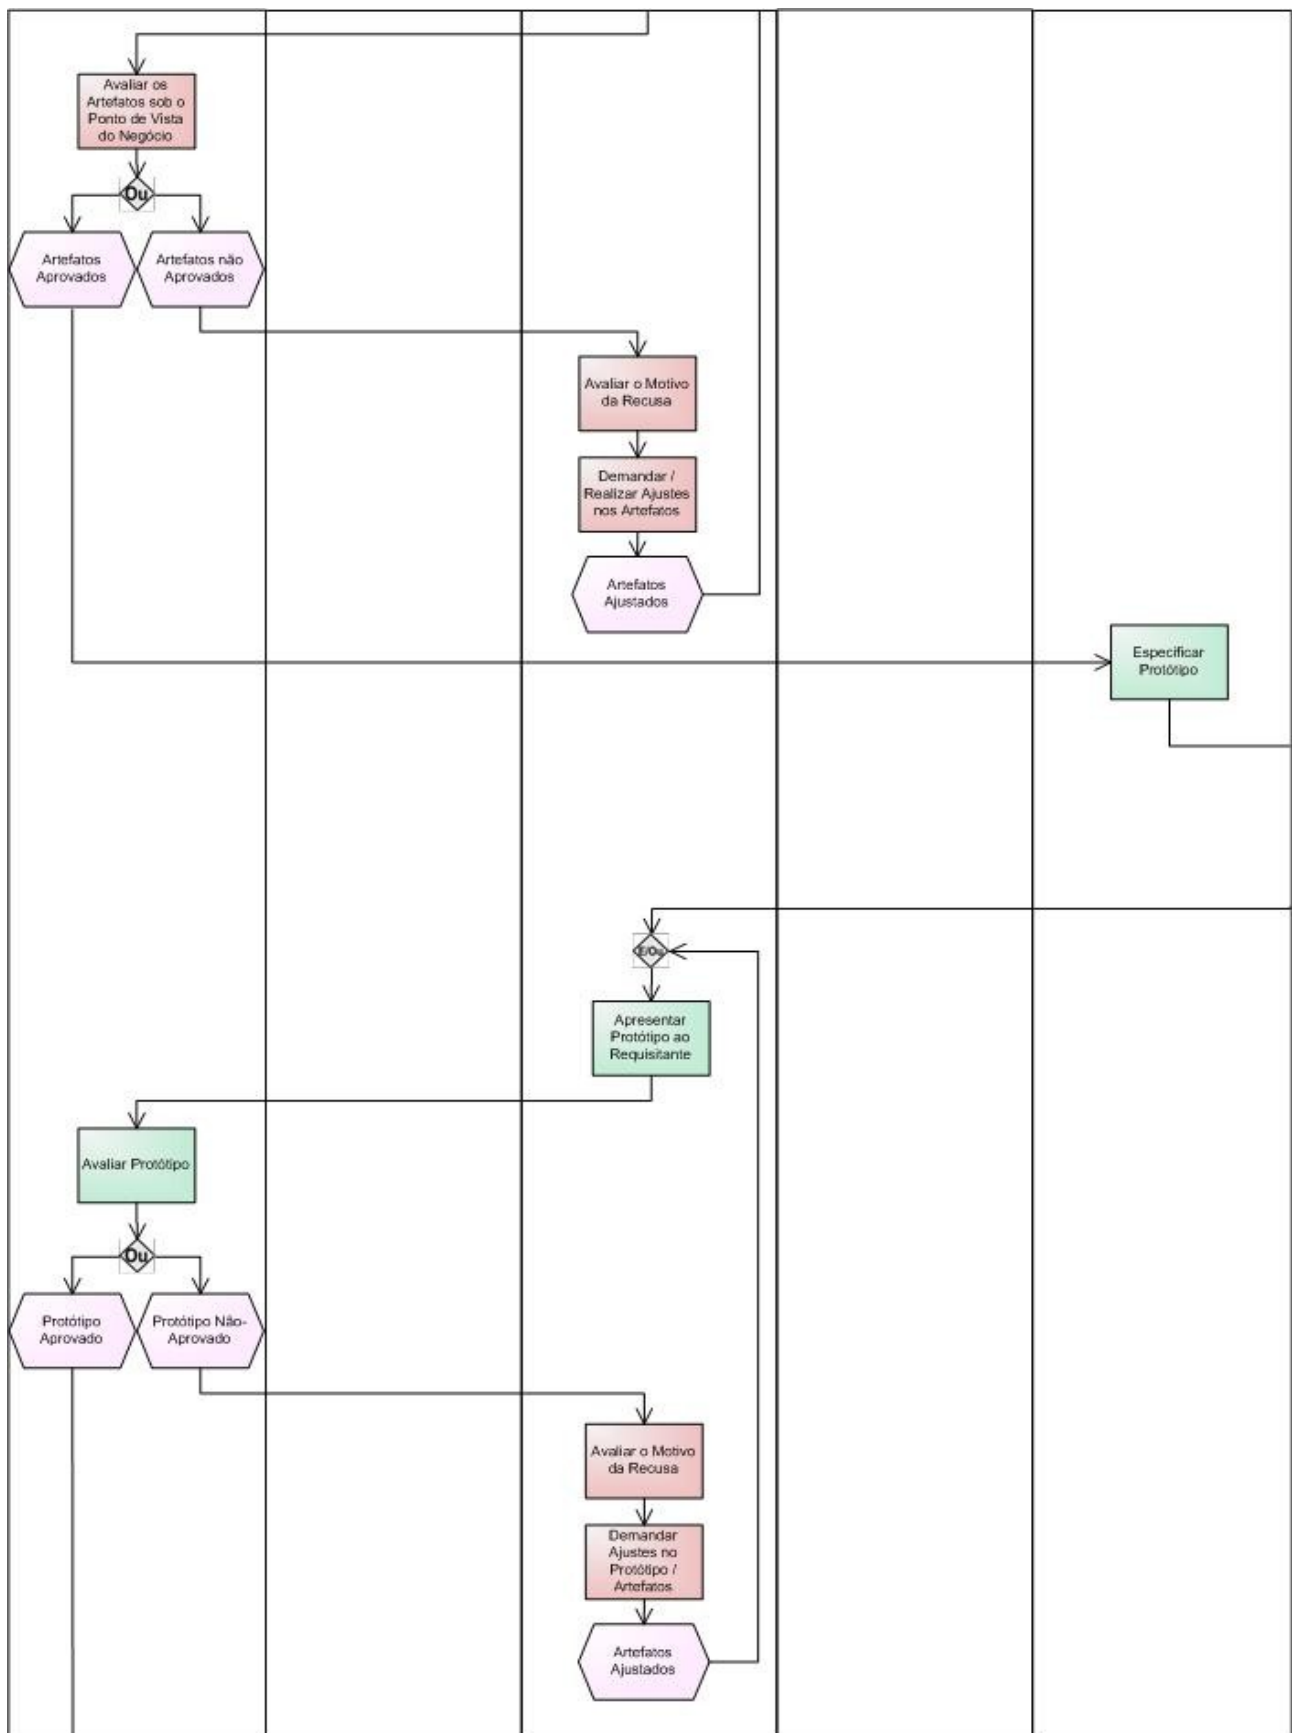 Avaliar os
Artefatos sob o
Ponto de Vista
do Negócio
Ou
Artefatos
Aprovados
Artefatos não
Aprovados
Avaliar o Motivo
da Recusa
Demandar /
Realizar Ajustes
nos Artefatos
Artefatos
Ajustados
Especificar
Protótipo
E/Ou
Apresentar
Protótipo ao
Requisitante
Avaliar Protótipo
Ou
Protótipo
Aprovado
Protótipo Não-
Aprovado
Avaliar o Motivo
da Recusa
Demandar
Ajustes no
Protótipo /
Artefatos
Artefatos
Ajustados